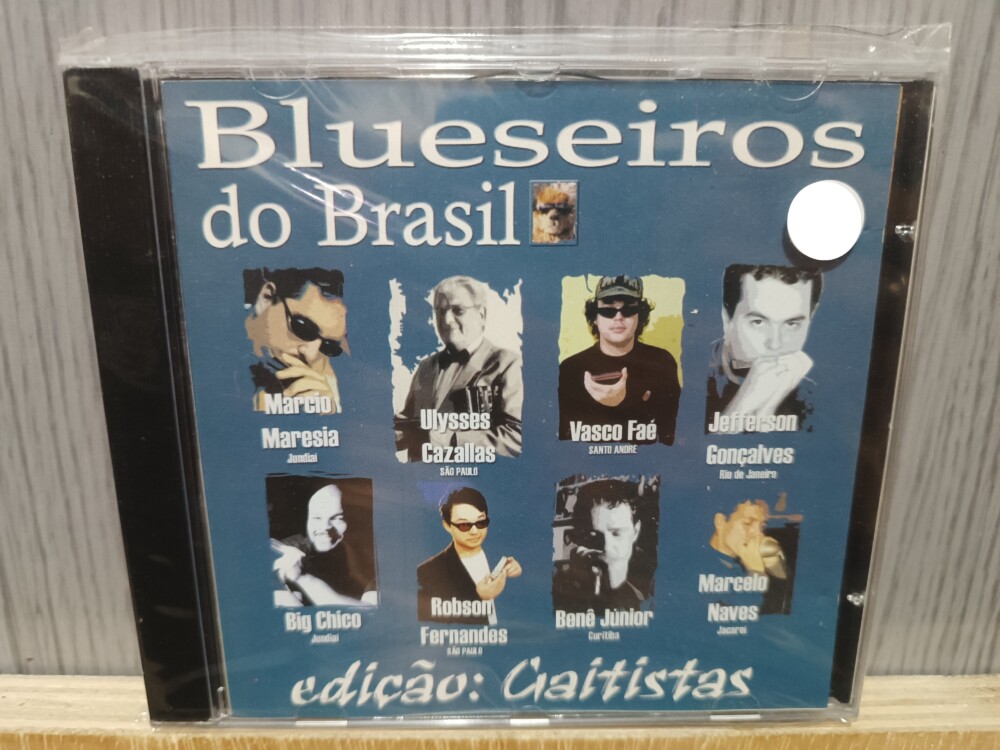 Blueseiros
do Brasil
Marcio
Maresia
Jundiaí
Ulysses
Cazallas
SÃO PAULO
Vasco Faé
SANTO ANDRÉ
Jefferson
Gonçalves
Rio de Janeiro
Big Chico
Jundiaí
Robson
Fernandes
SÃO PAULO
Benê Júnior
Curitiba
Marcelo
Naves
Jacareí
edição: Gaitistas